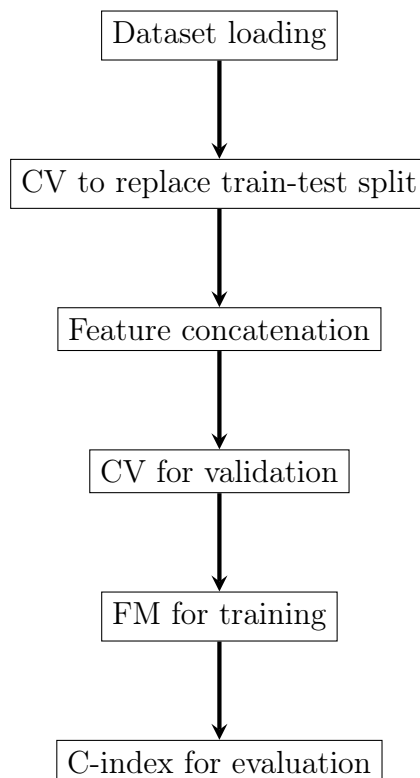 Dataset loading
CV to replace train-test split
Feature concatenation
CV for validation
FM for training
C-index for evaluation